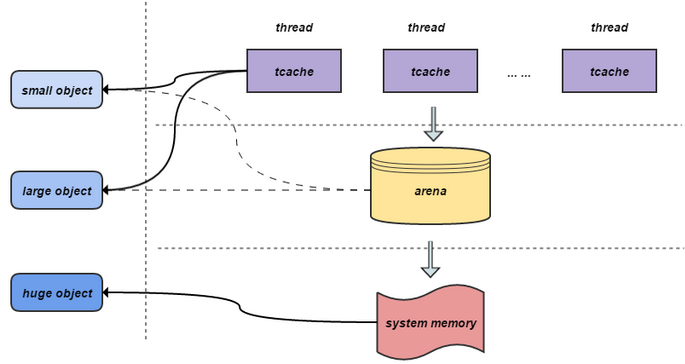 thread
thread
thread
tcache
tcache
... ...
tcache
small object
large object
arena
huge object
system memory